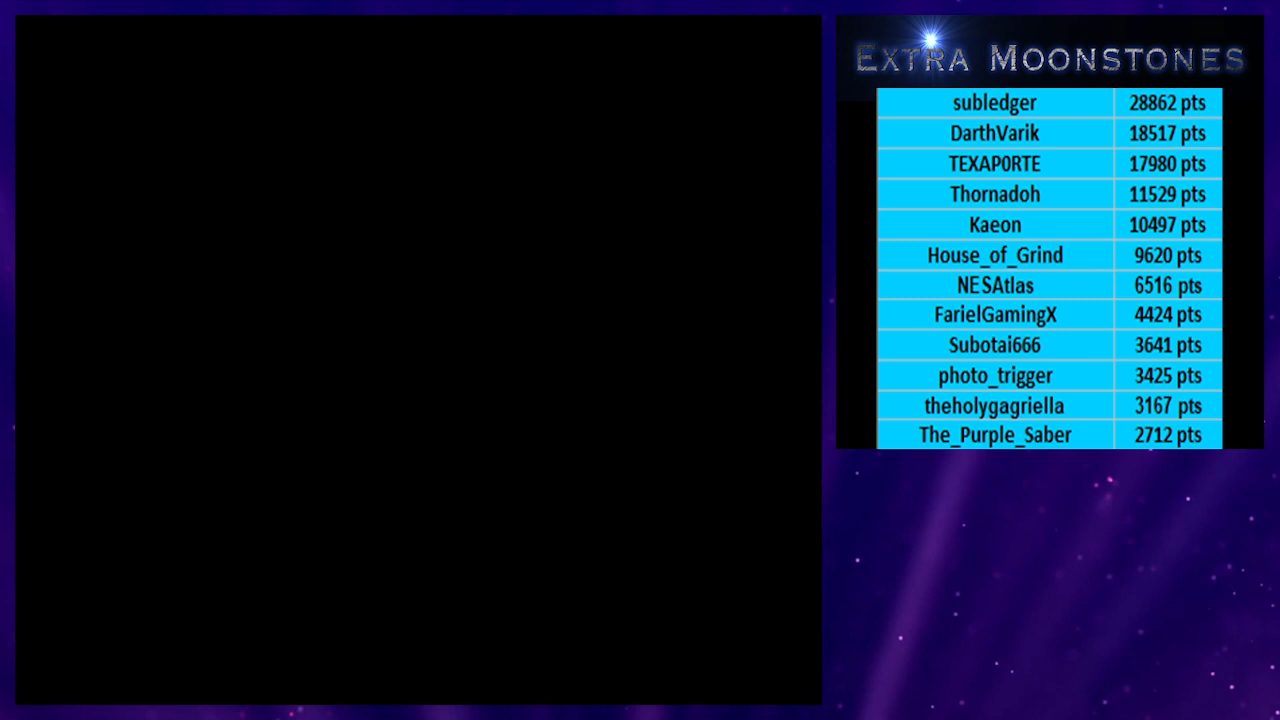 EXTRA MOONSTONES
subledger 28862 pts
DarthVarik 18517 pts
TEXAP0RTE 17980 pts
Thornadoh 11529 pts
Kaeon 10497 pts
House_of_Grind 9620 pts
NESAtlas 6516 pts
FarielGamingX 4424 pts
Subotai666 3641 pts
photo_trigger 3425 pts
theholygagriella 3167 pts
The_Purple_Saber 2712 pts